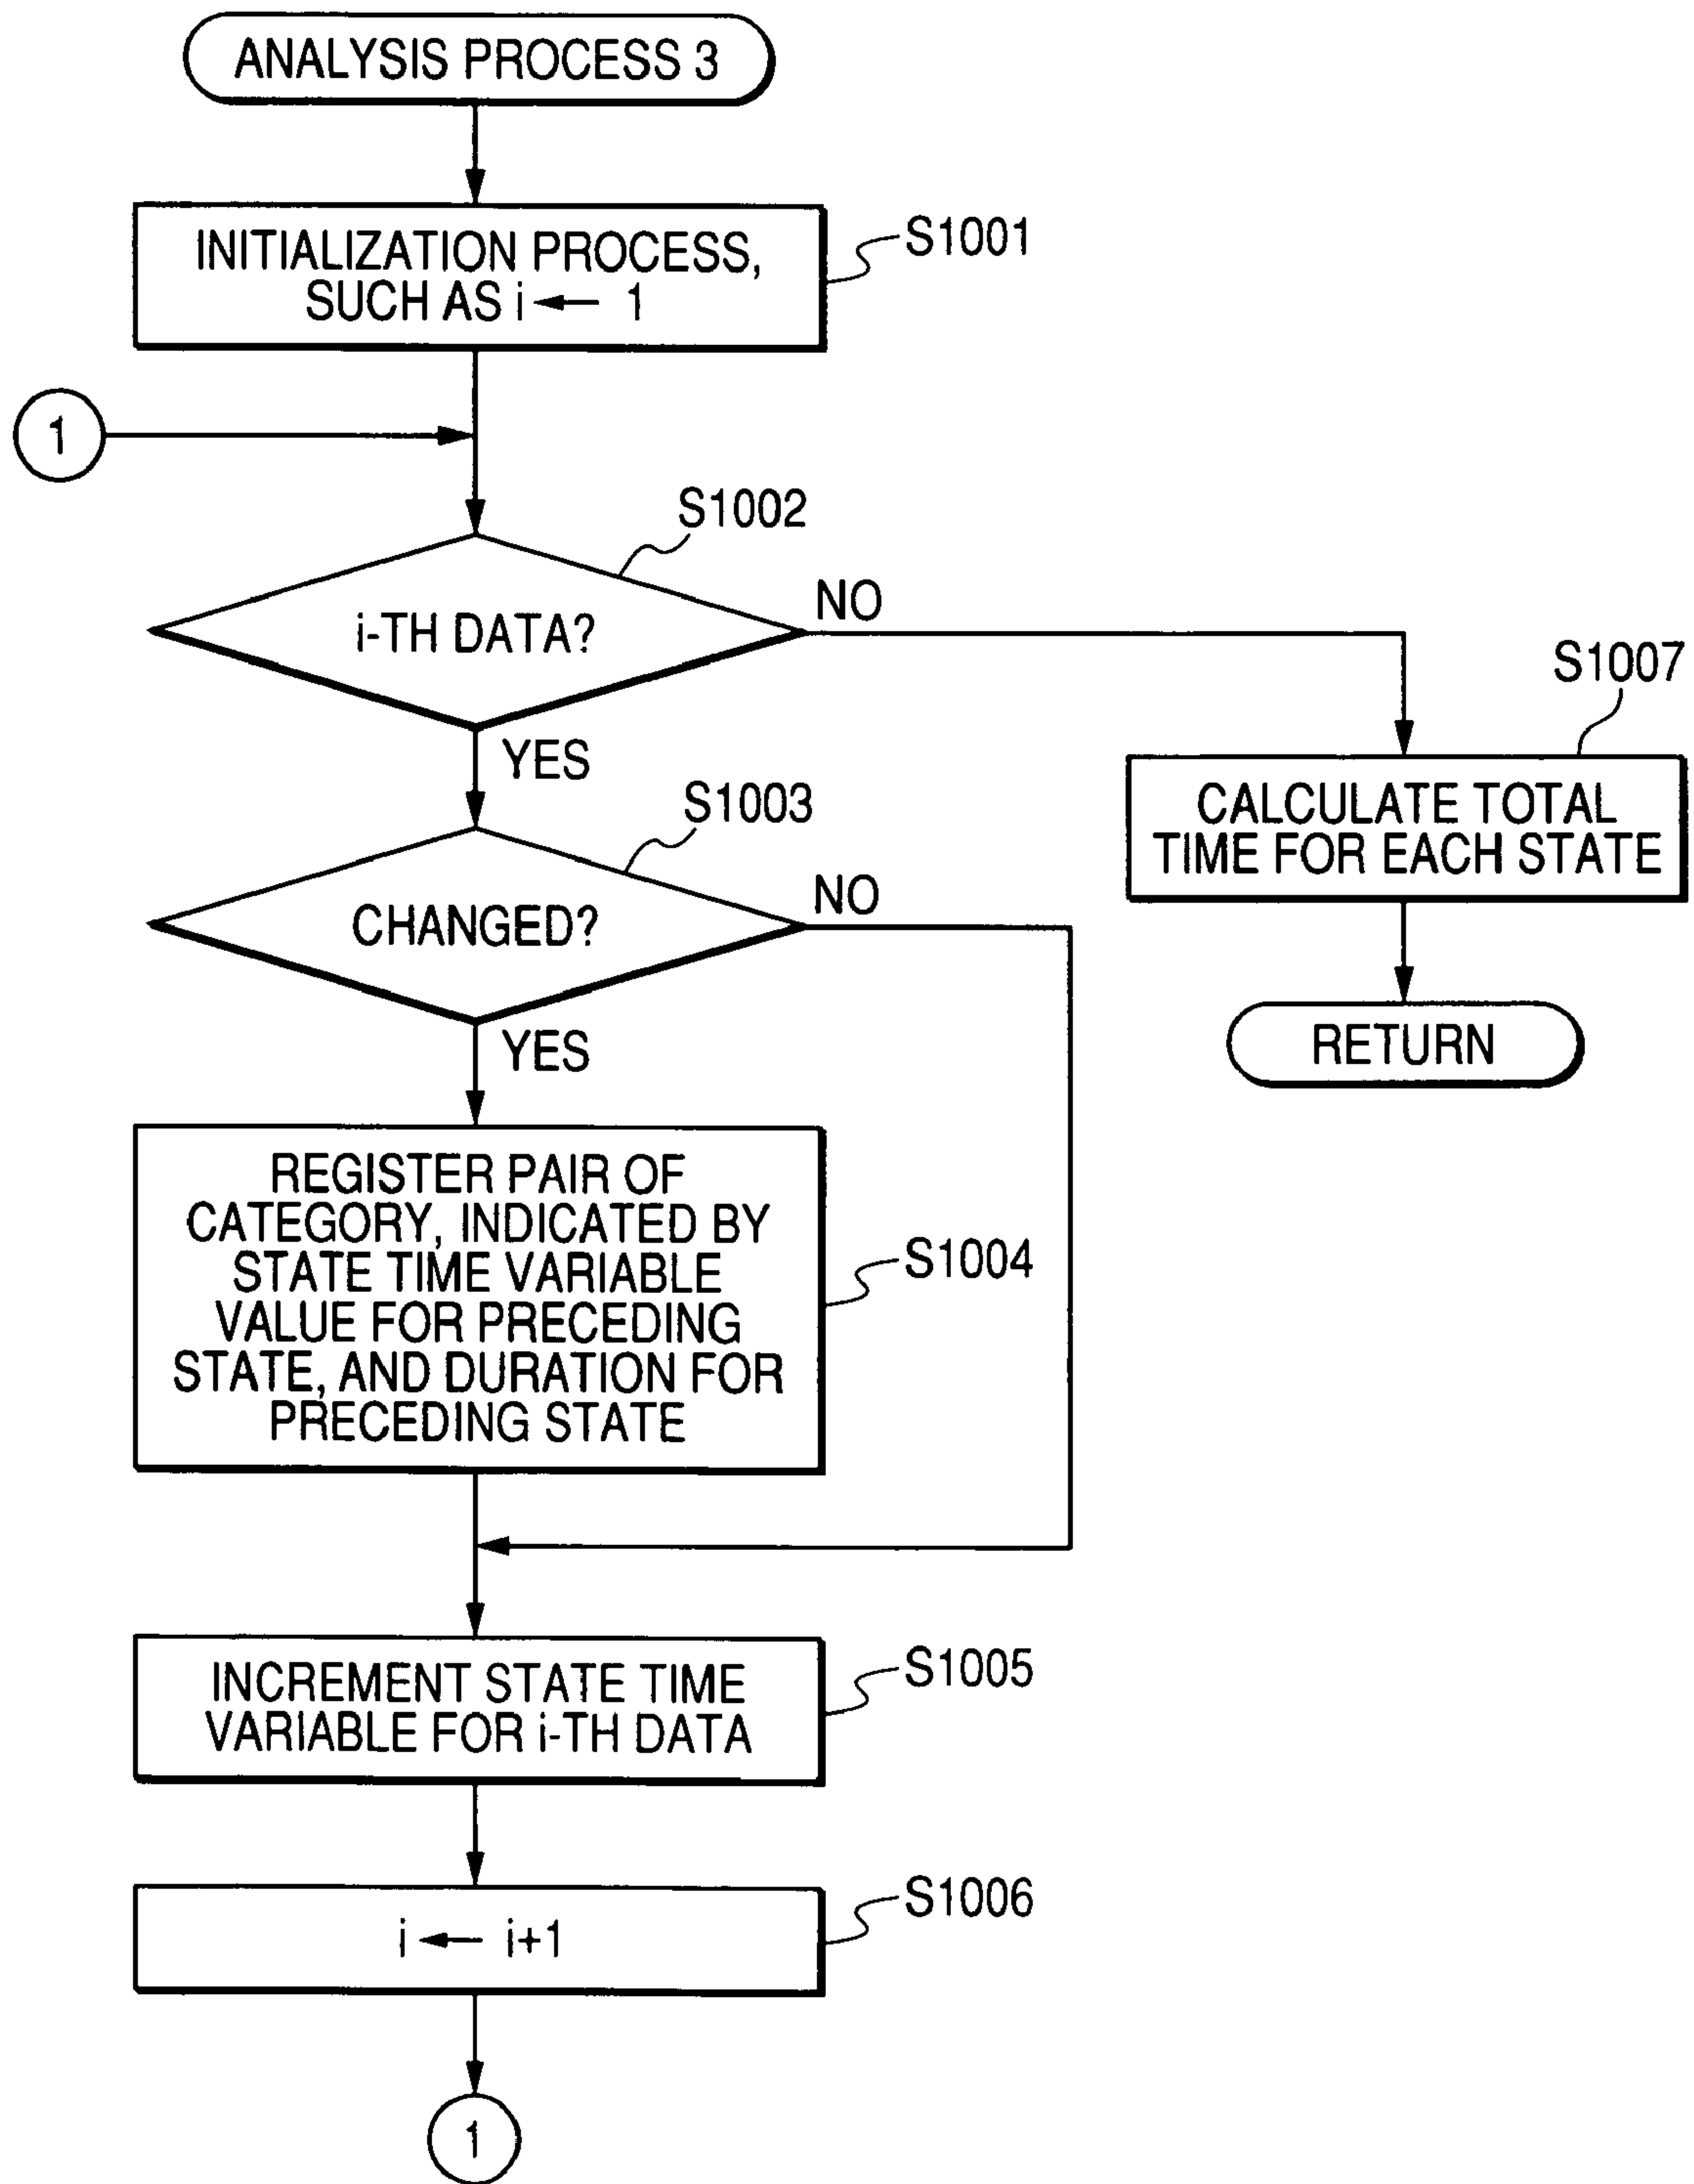 ANALYSIS PROCESS 3
INITIALIZATION PROCESS,
SUCH AS i ← 1
S1001
1
S1002
i-TH DATA?
NO
YES
S1007
CALCULATE TOTAL
TIME FOR EACH STATE
RETURN
S1003
CHANGED?
NO
YES
REGISTER PAIR OF
CATEGORY, INDICATED BY
STATE TIME VARIABLE
VALUE FOR PRECEDING
STATE, AND DURATION FOR
PRECEDING STATE
S1004
INCREMENT STATE TIME
VARIABLE FOR i-TH DATA
S1005
i ← i+1
S1006
1